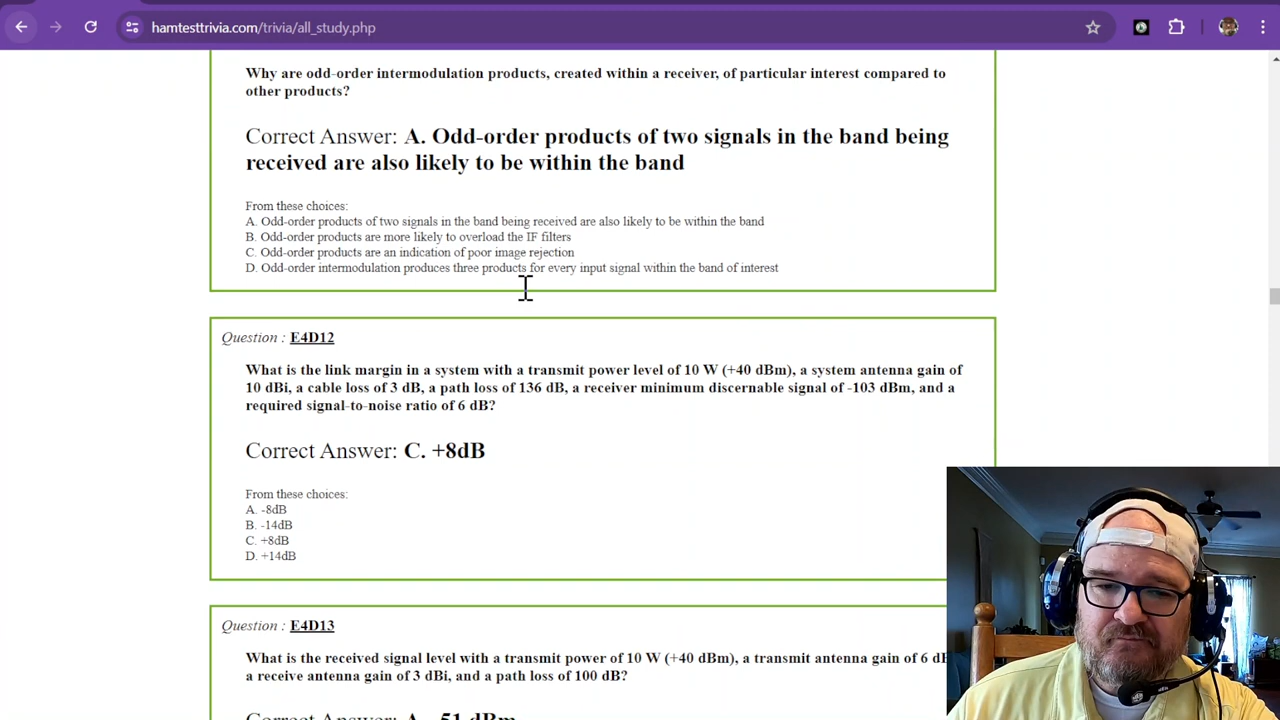 hamtesttrivia.com/trivia/all_study.php
Why are odd-order intermodulation products, created within a receiver, of particular interest compared to
other products?
Correct Answer: A. Odd-order products of two signals in the band being
received are also likely to be within the band
From these choices:
A. Odd-order products of two signals in the band being received are also likely to be within the band
B. Odd-order products are more likely to overload the IF filters
C. Odd-order products are an indication of poor image rejection
D. Odd-order intermodulation produces three products for every input signal within the band of interest
Question : E4D12
What is the link margin in a system with a transmit power level of 10 W (+40 dBm), a system antenna gain of
10 dBi, a cable loss of 3 dB, a path loss of 136 dB, a receiver minimum discernable signal of -103 dBm, and a
required signal-to-noise ratio of 6 dB?
Correct Answer: C. +8dB
From these choices:
A. -8dB
B. -14dB
C. +8dB
D. +14dB
Question : E4D13
What is the received signal level with a transmit power of 10 W (+40 dBm), a transmit antenna gain of 6
a receive antenna gain of 3 dBi, and a path loss of 100 dB?
Correct Answer: A. -51 dBm